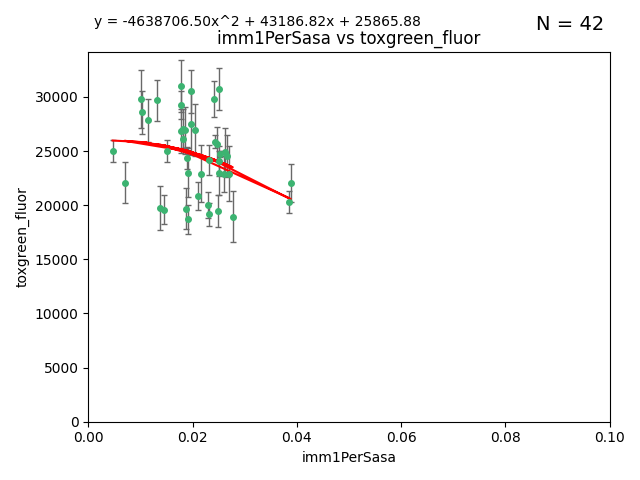 y = -4638706.50x^2 + 43186.82x + 25865.88
N = 42
imm1PerSasa vs toxgreen_fluor
30000
25000
20000
15000
10000
5000
0
toxgreen_fluor
0.00 0.02 0.04 0.06 0.08 0.10
imm1PerSasa